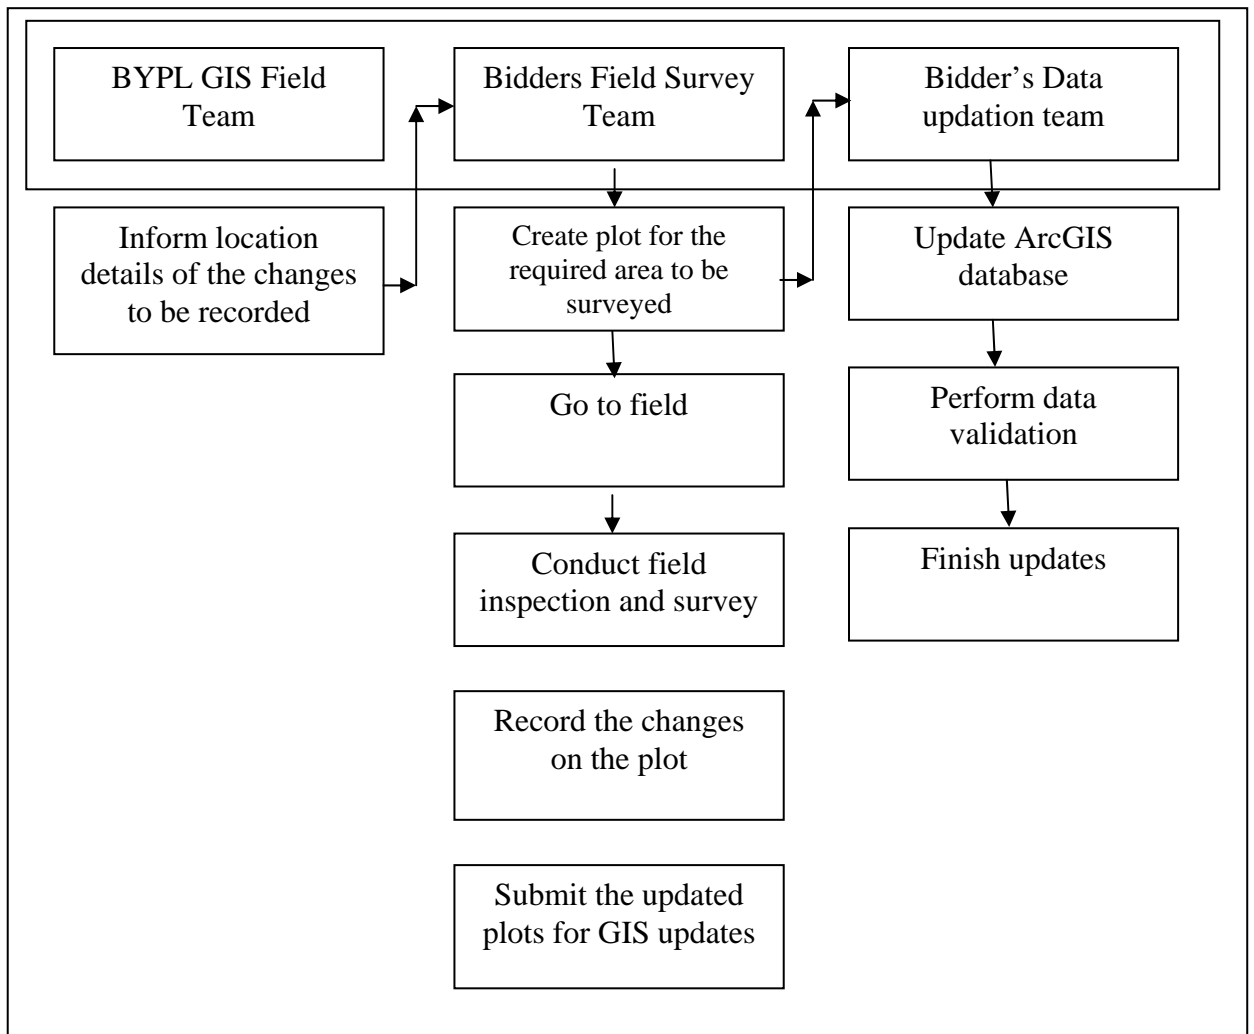 BYPL GIS Field
Team
Bidders Field Survey
Team
Bidder’s Data
updation team
Inform location
details of the changes
to be recorded
Create plot for the
required area to be
surveyed
Update ArcGIS
database
Go to field
Perform data
validation
Conduct field
inspection and survey
Finish updates
Record the changes
on the plot
Submit the updated
plots for GIS updates